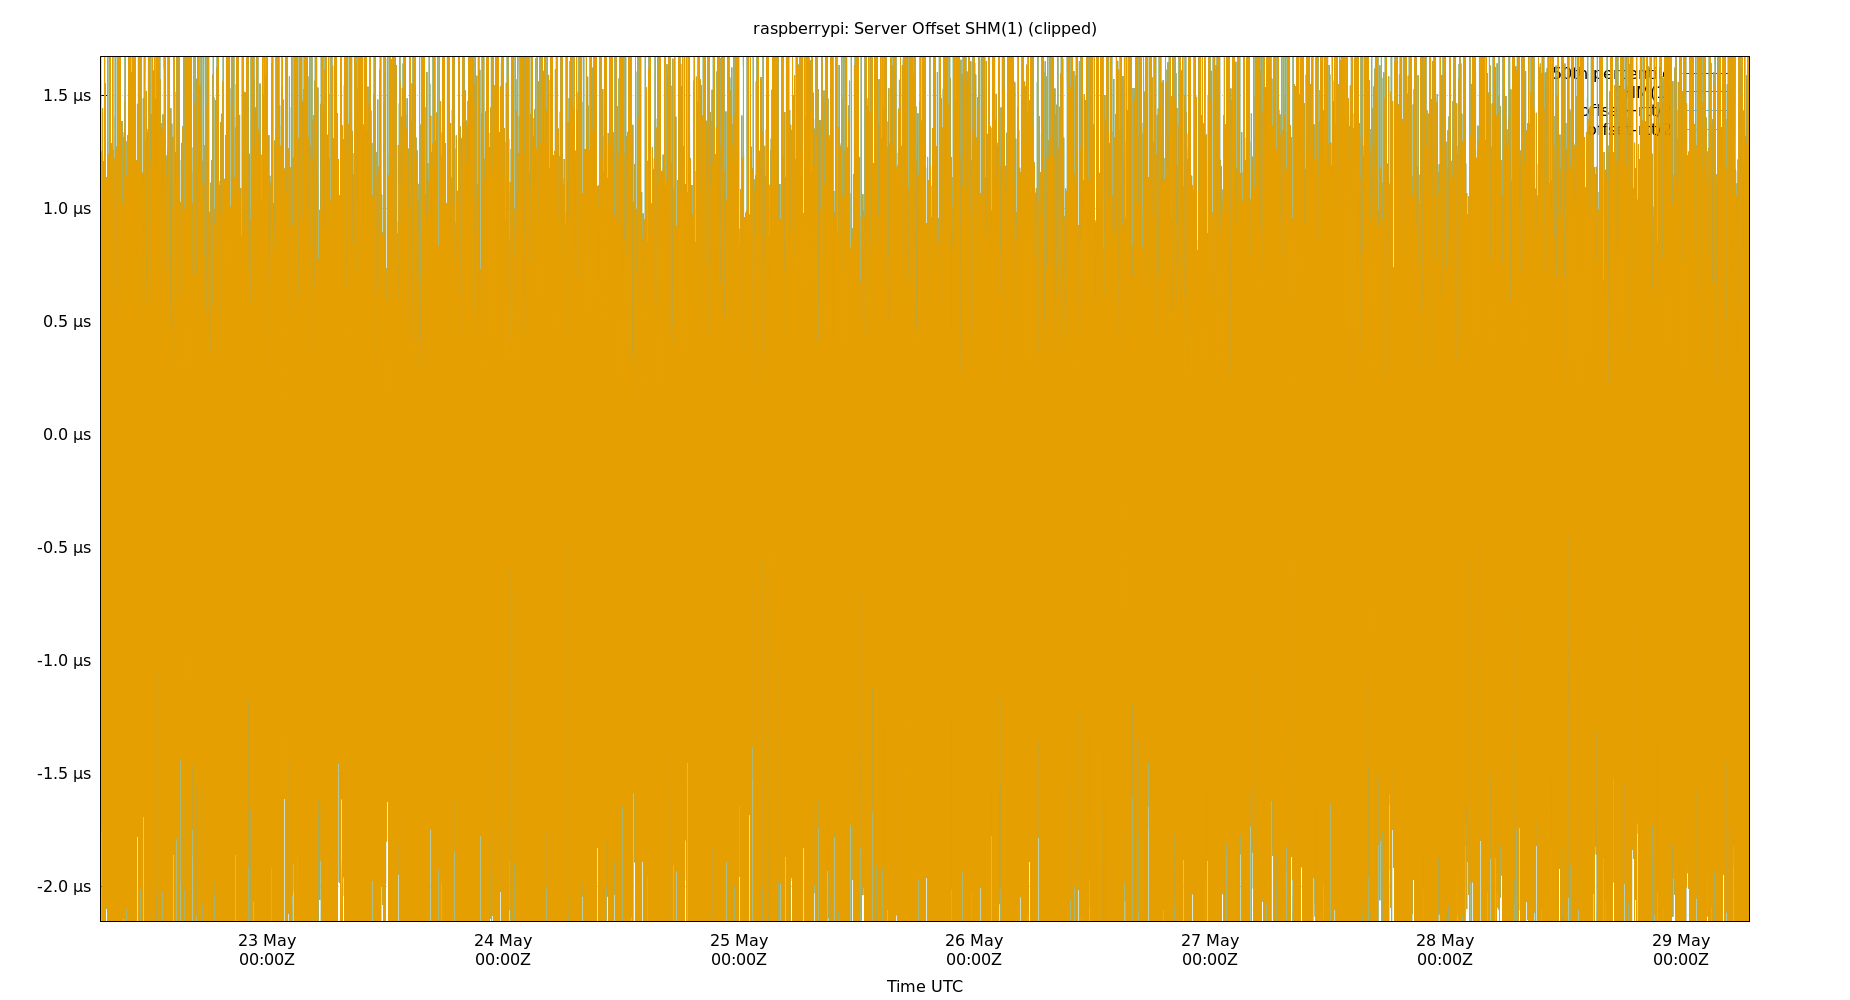 raspberrypi: Server Offset SHM(1) (clipped)
1.5 µs
1.0 µs
0.5 µs
0.0 µs
-0.5 µs
-1.0 µs
-1.5 µs
-2.0 µs
23 May
00:00Z
24 May
00:00Z
25 May
00:00Z
26 May
00:00Z
27 May
00:00Z
28 May
00:00Z
29 May
00:00Z
Time UTC